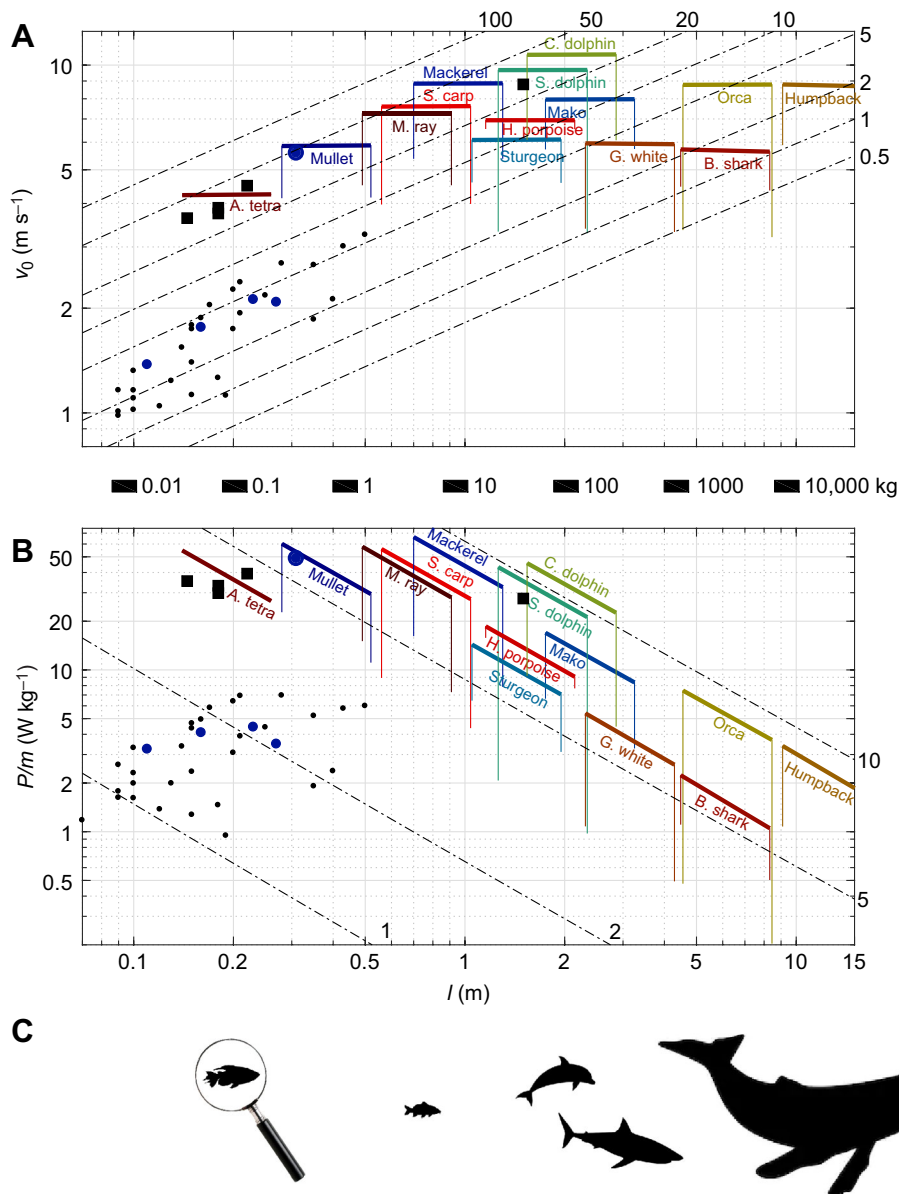 A
100
50
20
10
5
2
1
0.5
10
5
2
1
v0 (m s−1)
C. dolphin
Mackerel
S. dolphin
S. carp
Mako
Orca
Humpback
M. ray
H. porpoise
Mullet
Sturgeon
G. white
B. shark
A. tetra
0.01
0.1
1
10
100
1000
10,000 kg
B
50
20
10
5
2
1
0.5
P/m (W kg−1)
Mackerel
C. dolphin
S. carp
M. ray
Mullet
A. tetra
S. dolphin
H. porpoise
Mako
Sturgeon
Orca
G. white
Humpback
B. shark
10
5
1
2
0.1
0.2
0.5
1
2
5
10
15
l (m)
C